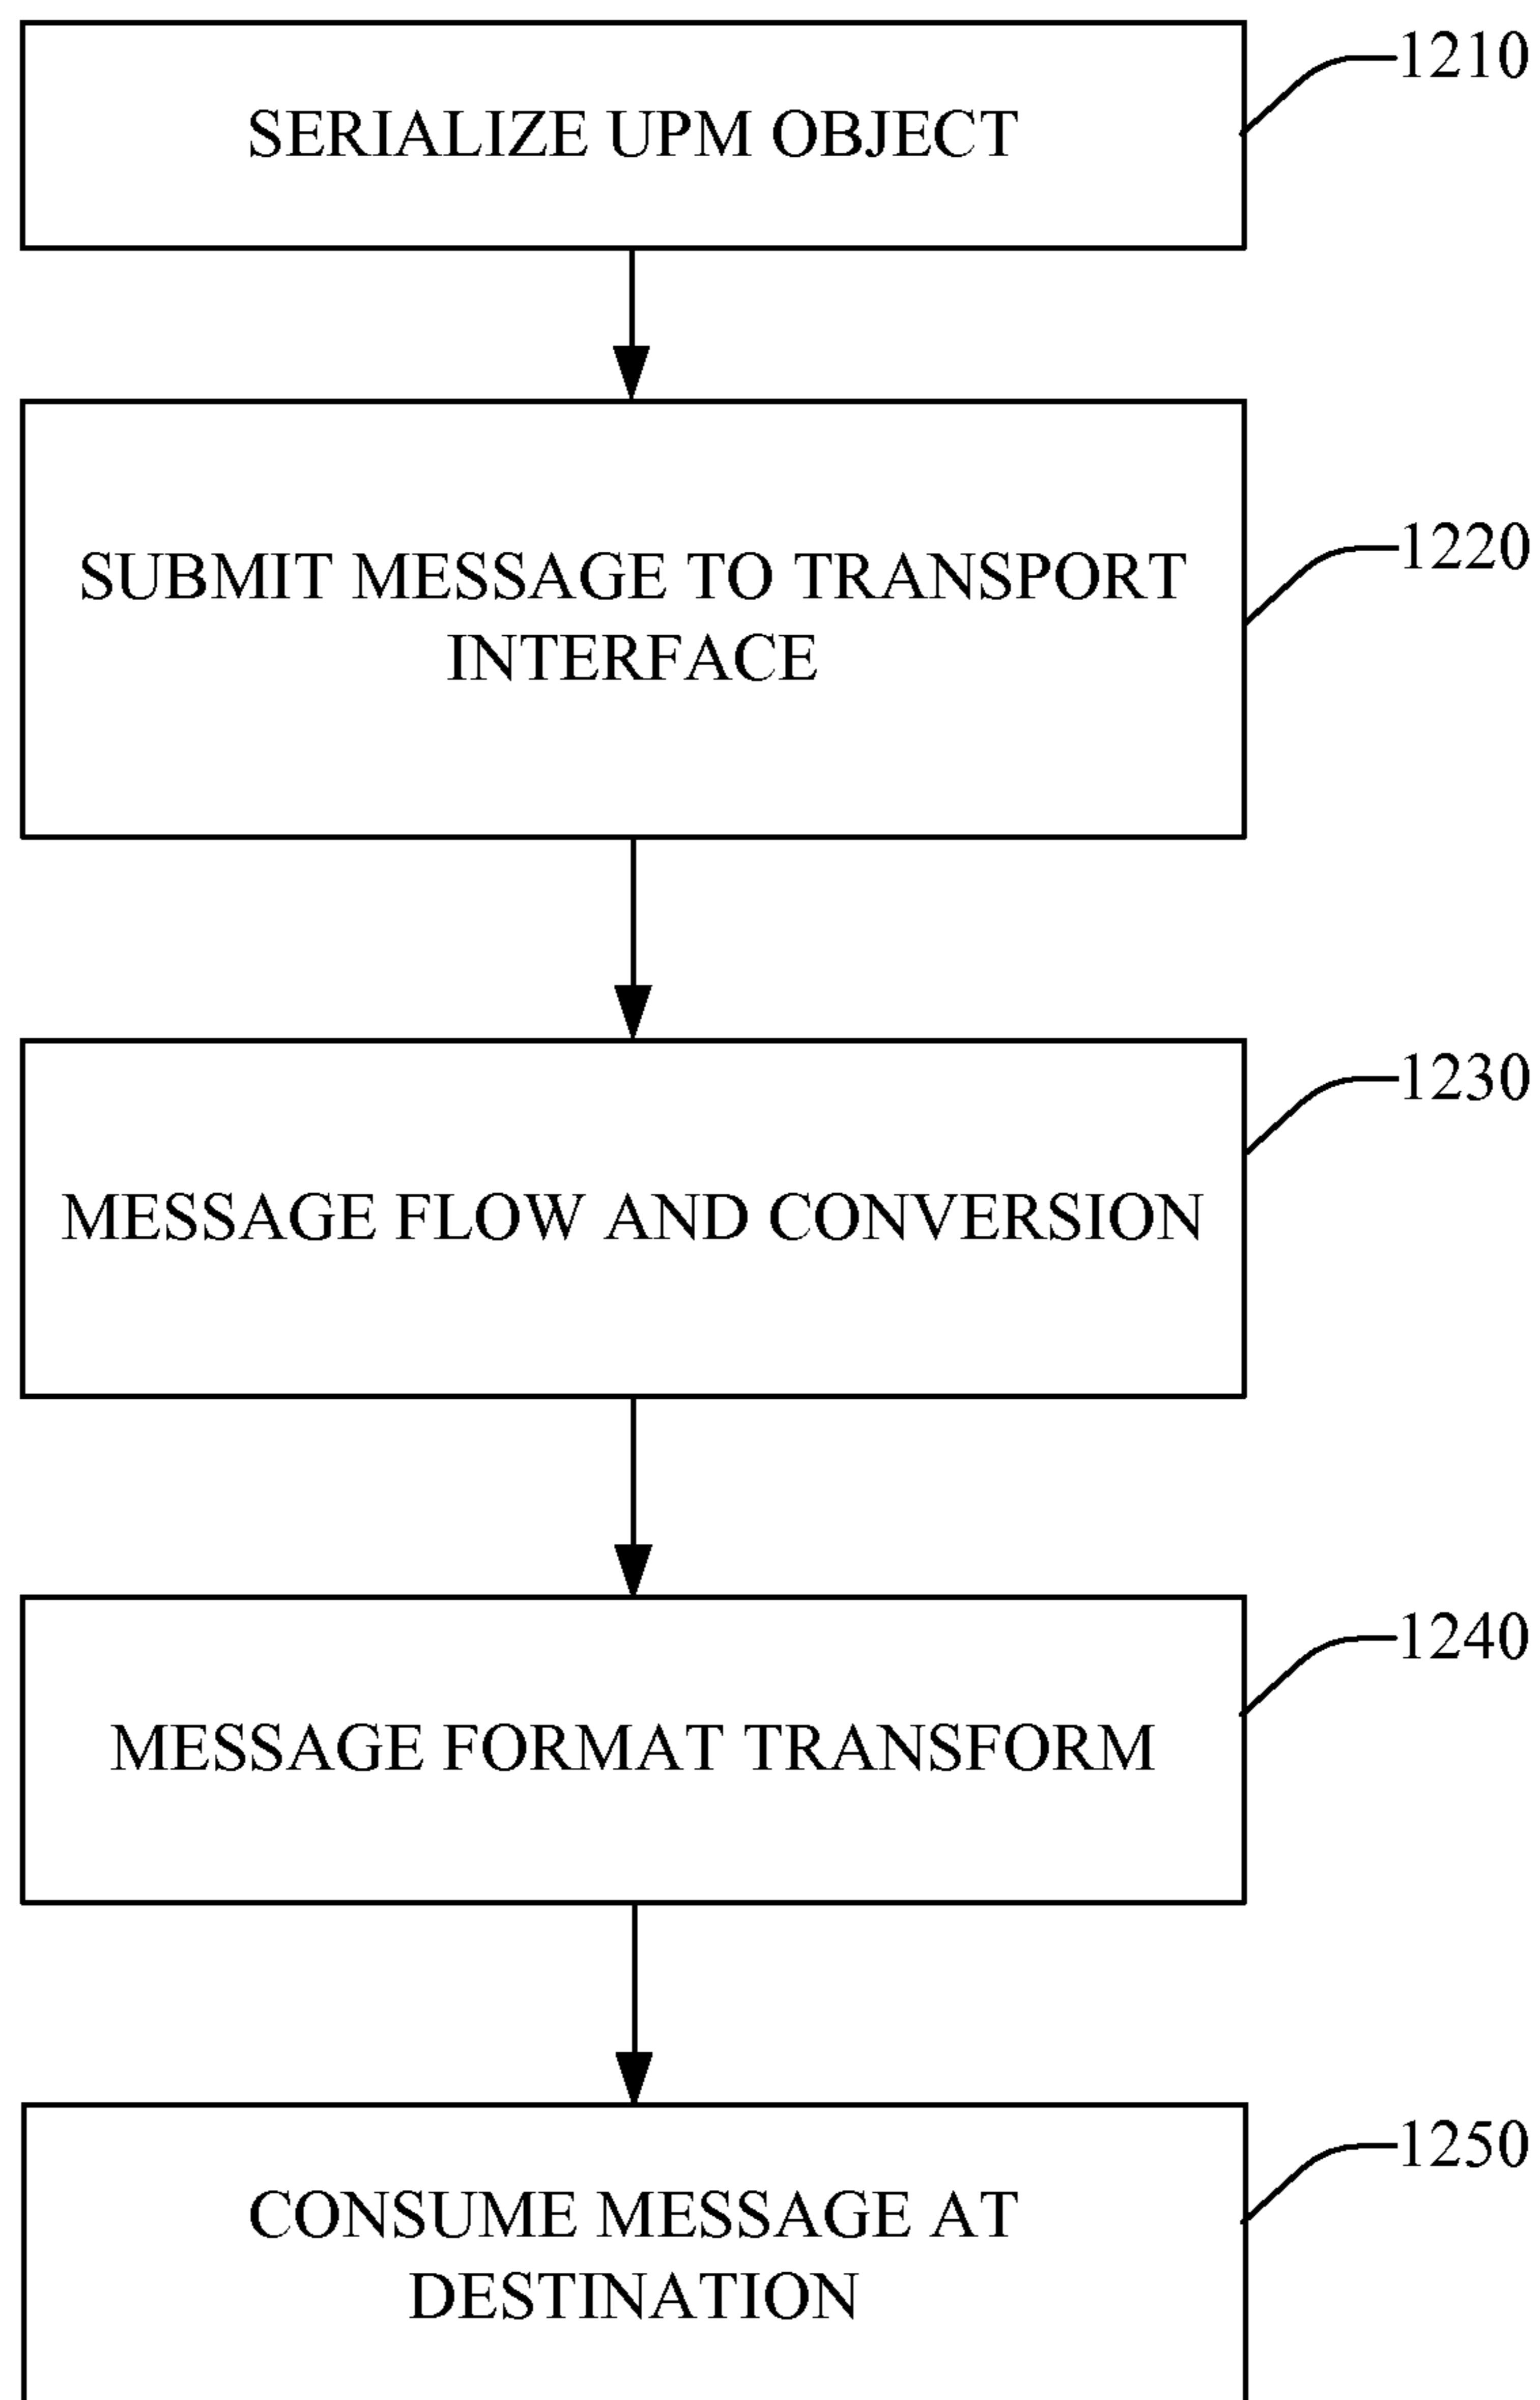 1210
SERIALIZE UPM OBJECT
1220
SUBMIT MESSAGE TO TRANSPORT
INTERFACE
1230
MESSAGE FLOW AND CONVERSION
1240
MESSAGE FORMAT TRANSFORM
1250
CONSUME MESSAGE AT
DESTINATION